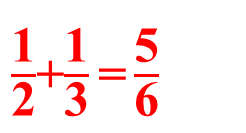 1/2 + 1/3 = 5/6